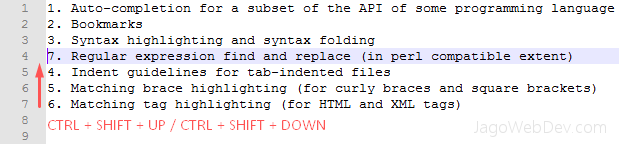 1 1. Auto-completion for a subset of the API of some programming language
2 2. Bookmarks
3 3. Syntax highlighting and syntax folding
4 7. Regular expression find and replace (in perl compatible extent)
5 4. Indent guidelines for tab-indented files
6 5. Matching brace highlighting (for curly braces and square brackets)
7 6. Matching tag highlighting (for HTML and XML tags)
8 CTRL + SHIFT + UP / CTRL + SHIFT + DOWN
JagoWebDev.com
9